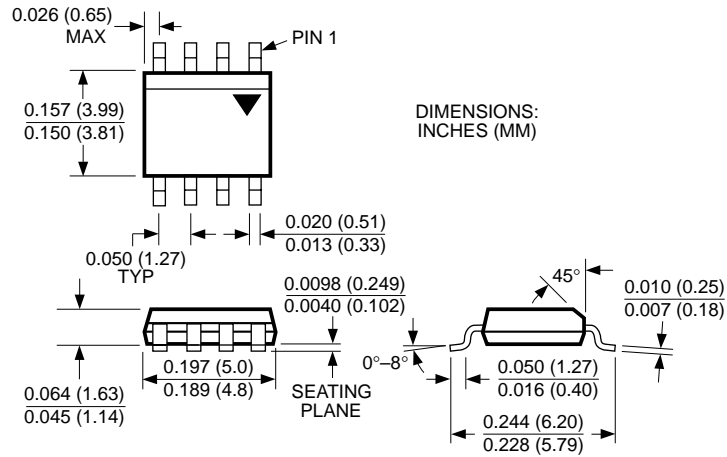 0.026 (0.65)
MAX
PIN 1
0.157 (3.99)
0.150 (3.81)
DIMENSIONS:
INCHES (MM)
0.020 (0.51)
0.013 (0.33)
0.050 (1.27)
TYP
0.0098 (0.249)
0.0040 (0.102)
45°
0.010 (0.25)
0.007 (0.18)
0°–8°
0.197 (5.0)
0.189 (4.8)
SEATING
PLANE
0.050 (1.27)
0.016 (0.40)
0.064 (1.63)
0.045 (1.14)
0.244 (6.20)
0.228 (5.79)